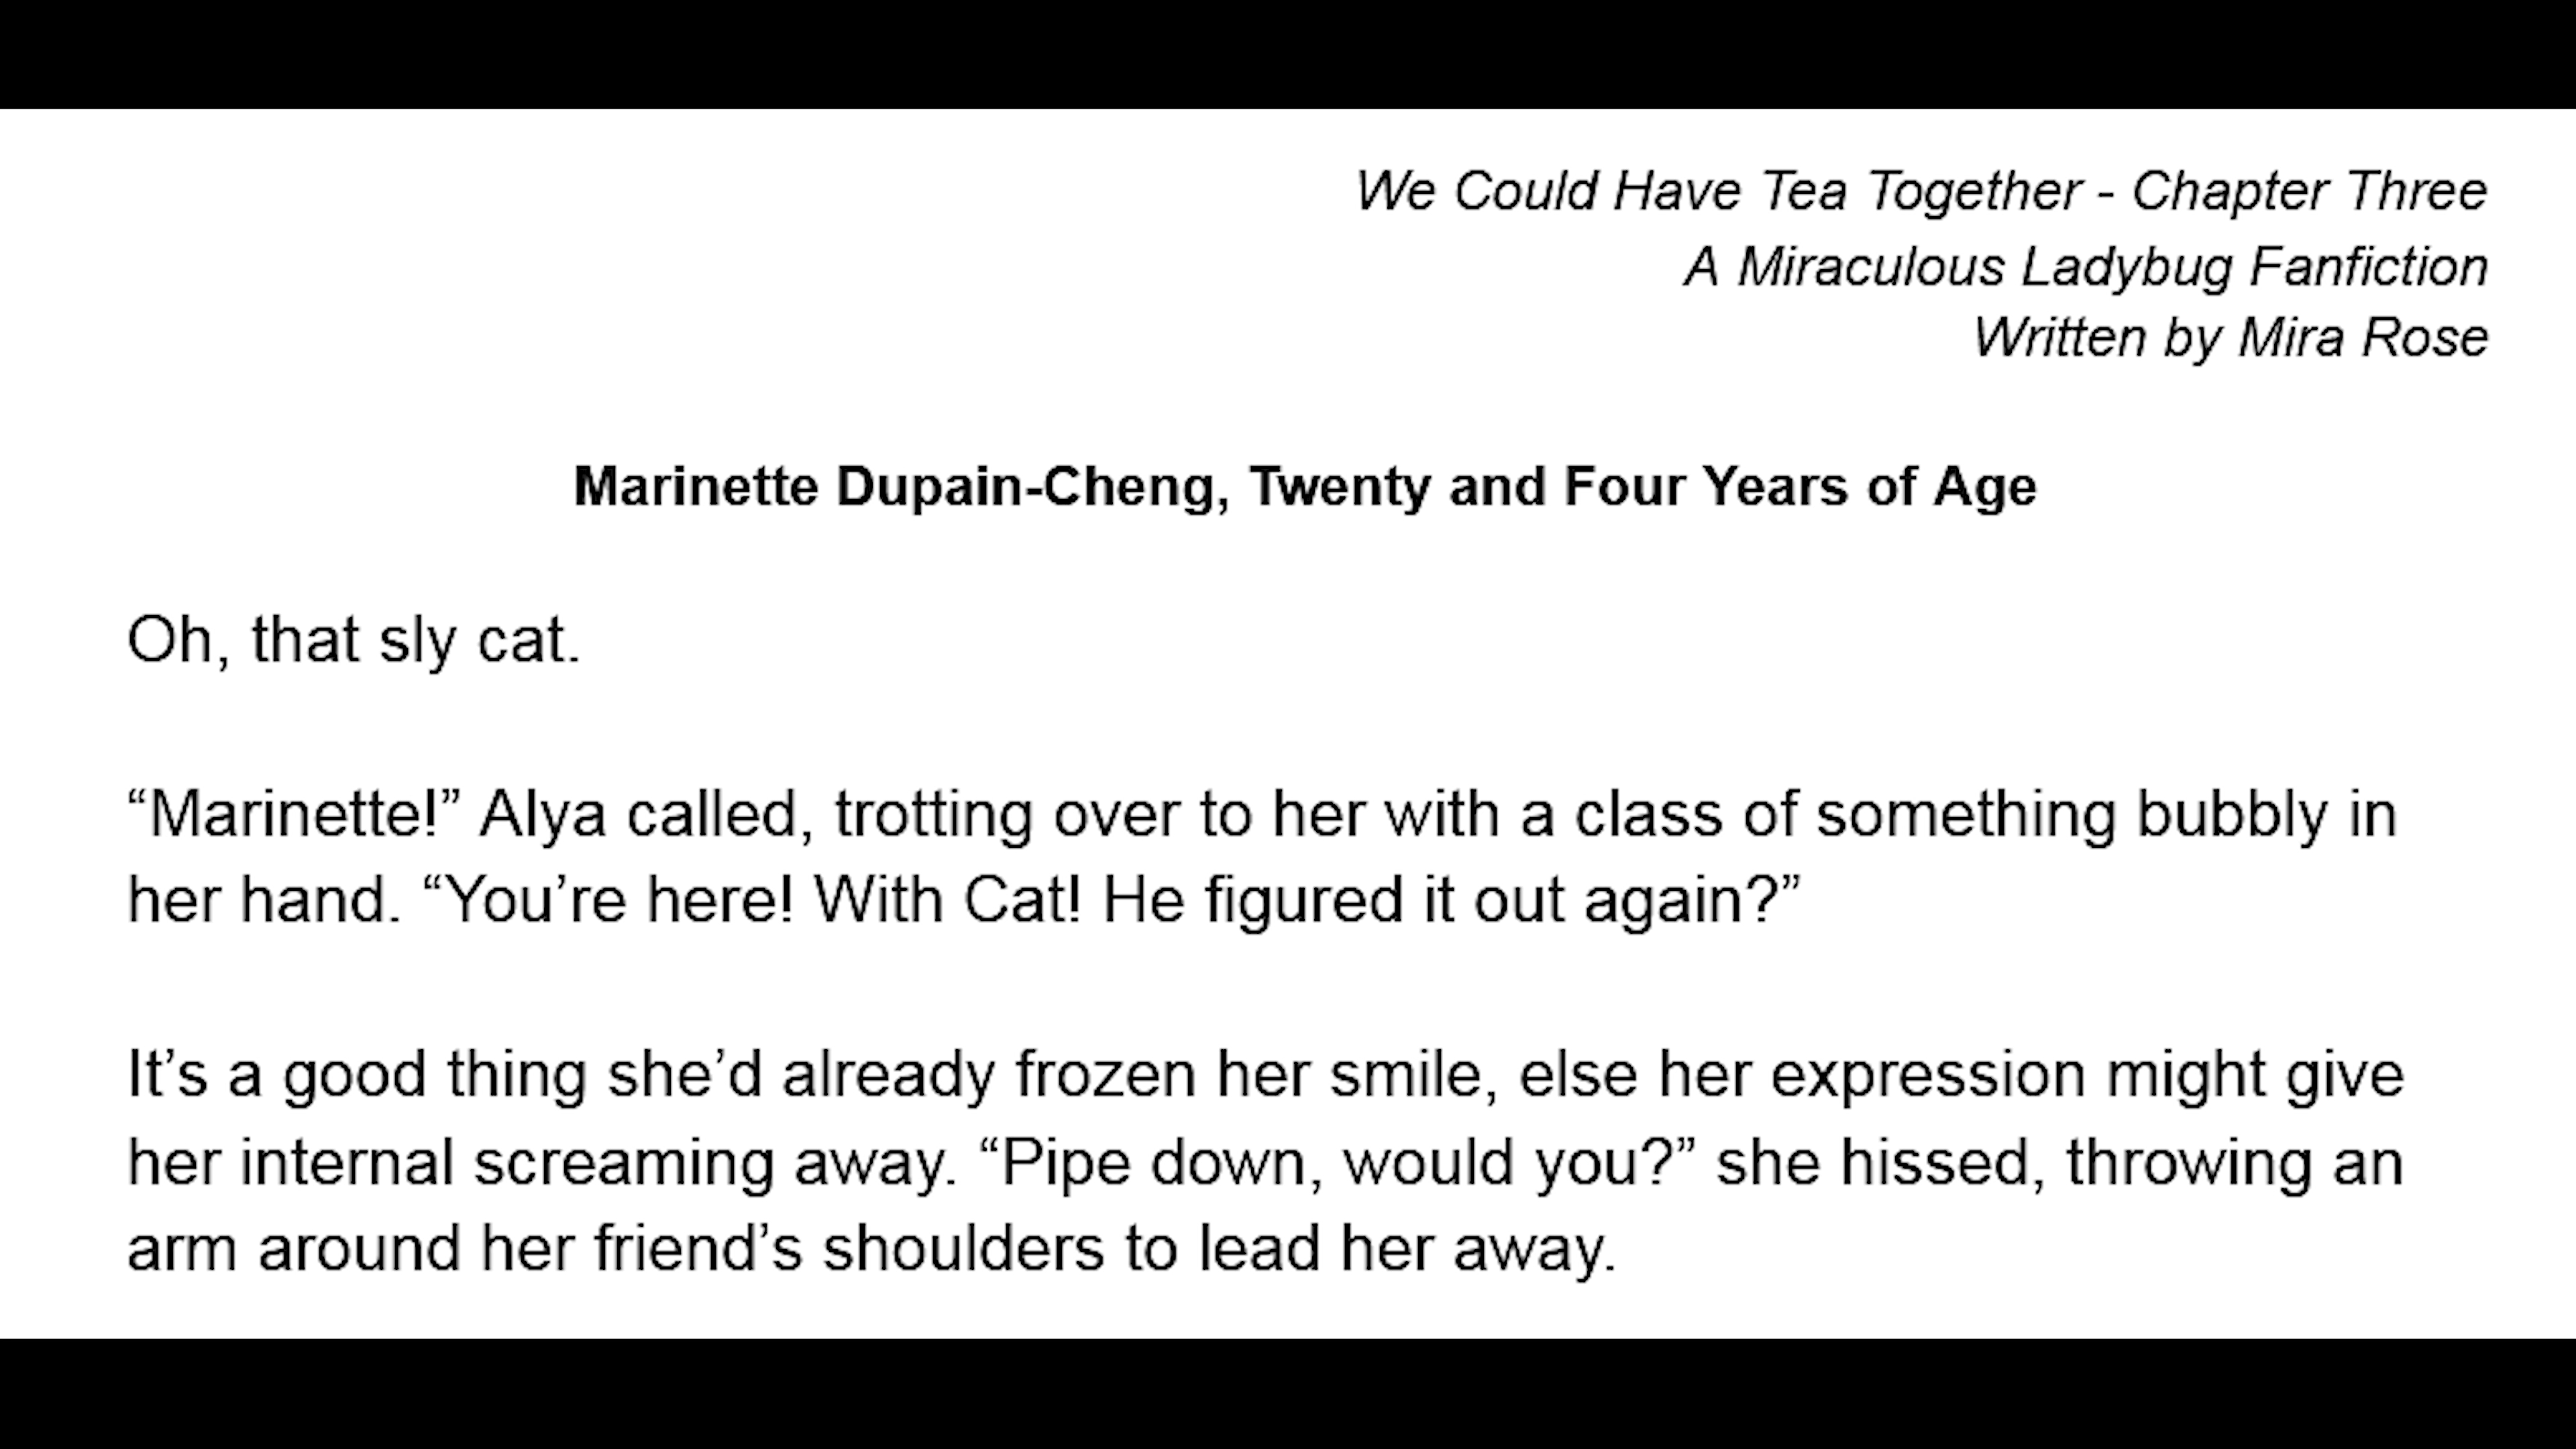 We Could Have Tea Together - Chapter Three
A Miraculous Ladybug Fanfiction
Written by Mira Rose
Marinette Dupain-Cheng, Twenty and Four Years of Age
Oh, that sly cat.
“Marinette!” Alya called, trotting over to her with a class of something bubbly in
her hand. “You’re here! With Cat! He figured it out again?”
It’s a good thing she’d already frozen her smile, else her expression might give
her internal screaming away. “Pipe down, would you?” she hissed, throwing an
arm around her friend’s shoulders to lead her away.